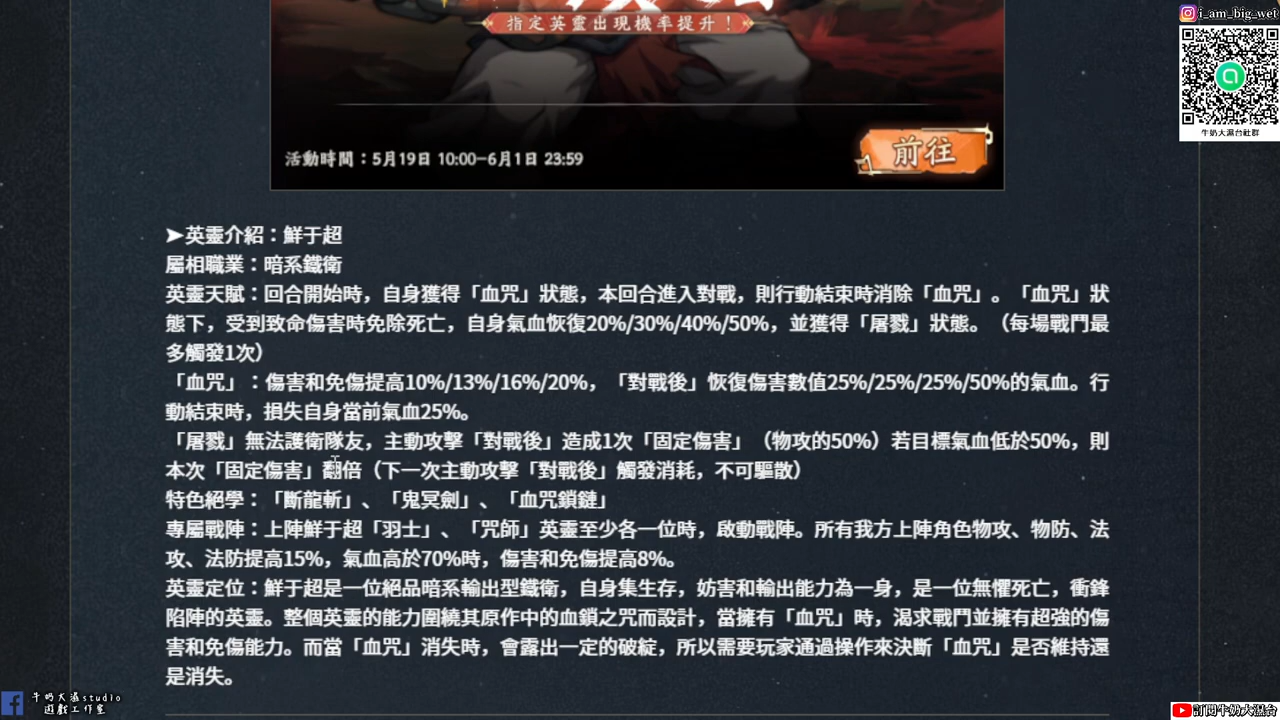 指定英靈出現機率提升！
i_am_big_wet
牛奶大濕台社群
活動時間：5月19日 10:00-6月1日 23:59
前往
➤英靈介紹：鮮于超
屬相職業：暗系鐵衛
英靈天賦：回合開始時，自身獲得「血咒」狀態，本回合進入對戰，則行動結束時消除「血咒」。「血咒」狀
態下，受到致命傷害時免除死亡，自身氣血恢復20%/30%/40%/50%，並獲得「屠戮」狀態。（每場戰鬥最
多觸發1次）
「血咒」：傷害和免傷提高10%/13%/16%/20%，「對戰後」恢復傷害數值25%/25%/25%/50%的氣血。行
動結束時，損失自身當前氣血25%。
「屠戮」無法護衛隊友，主動攻擊「對戰後」造成1次「固定傷害」（物攻的50%）若目標氣血低於50%，則
本次「固定傷害」翻倍（下一次主動攻擊「對戰後」觸發消耗，不可驅散）
特色絕學：「斷龍斬」、「鬼冥劍」、「血咒鎖鏈」
專屬戰陣：上陣鮮于超「羽士」、「咒師」英靈至少各一位時，啟動戰陣。所有我方上陣角色物攻、物防、法
攻、法防提高15%，氣血高於70%時，傷害和免傷提高8%。
英靈定位：鮮于超是一位絕品暗系輸出型鐵衛，自身集生存，妨害和輸出能力為一身，是一位無懼死亡，衝鋒
陷陣的英靈。整個英靈的能力圍繞其原作中的血鎖之咒而設計，當擁有「血咒」時，渴求戰鬥並擁有超強的傷
害和免傷能力。而當「血咒」消失時，會露出一定的破綻，所以需要玩家通過操作來決斷「血咒」是否維持還
是消失。
牛奶大濕studio
遊戲工作室
訂閱牛奶大濕台